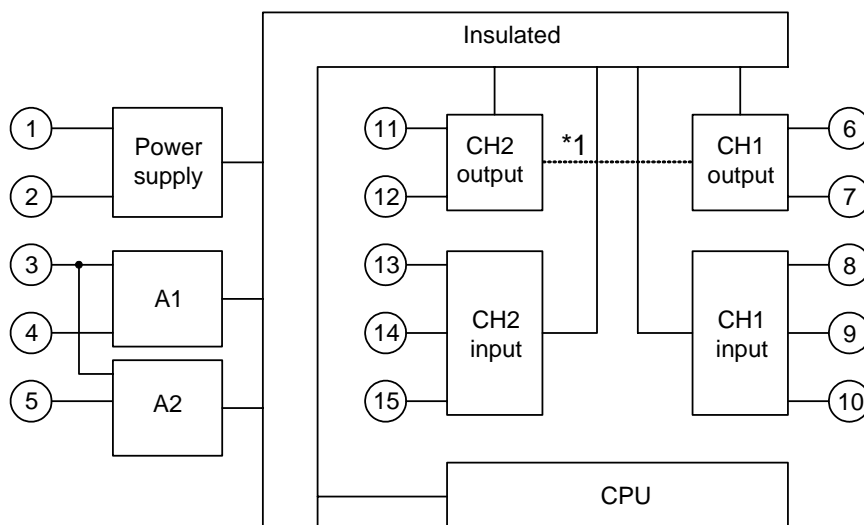 Insulated
1
2
3
4
5
Power
supply
A1
A2
11
12
13
14
15
CH2
output
*1
CH1
output
CH2
input
CH1
input
6
7
8
9
10
CPU